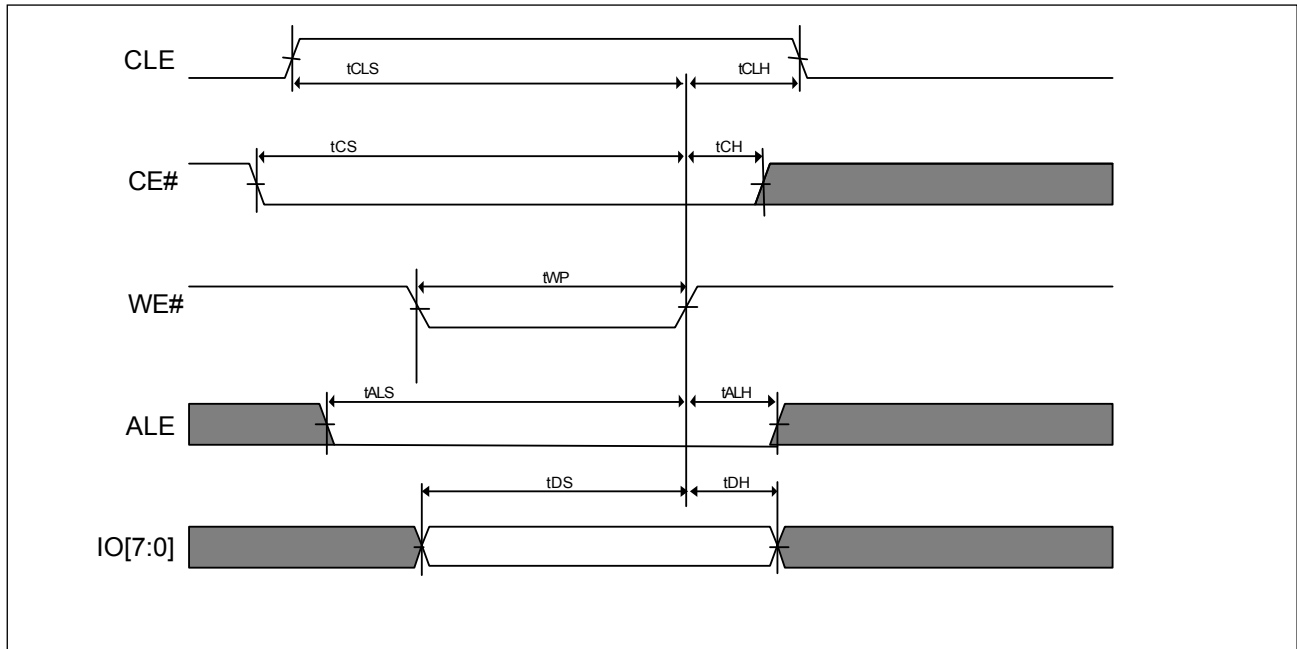 CLE
tCLS
tCLH
tCS
tCH
CE#
tWP
WE#
tALS
tALH
ALE
tDS
tDH
IO[7:0]